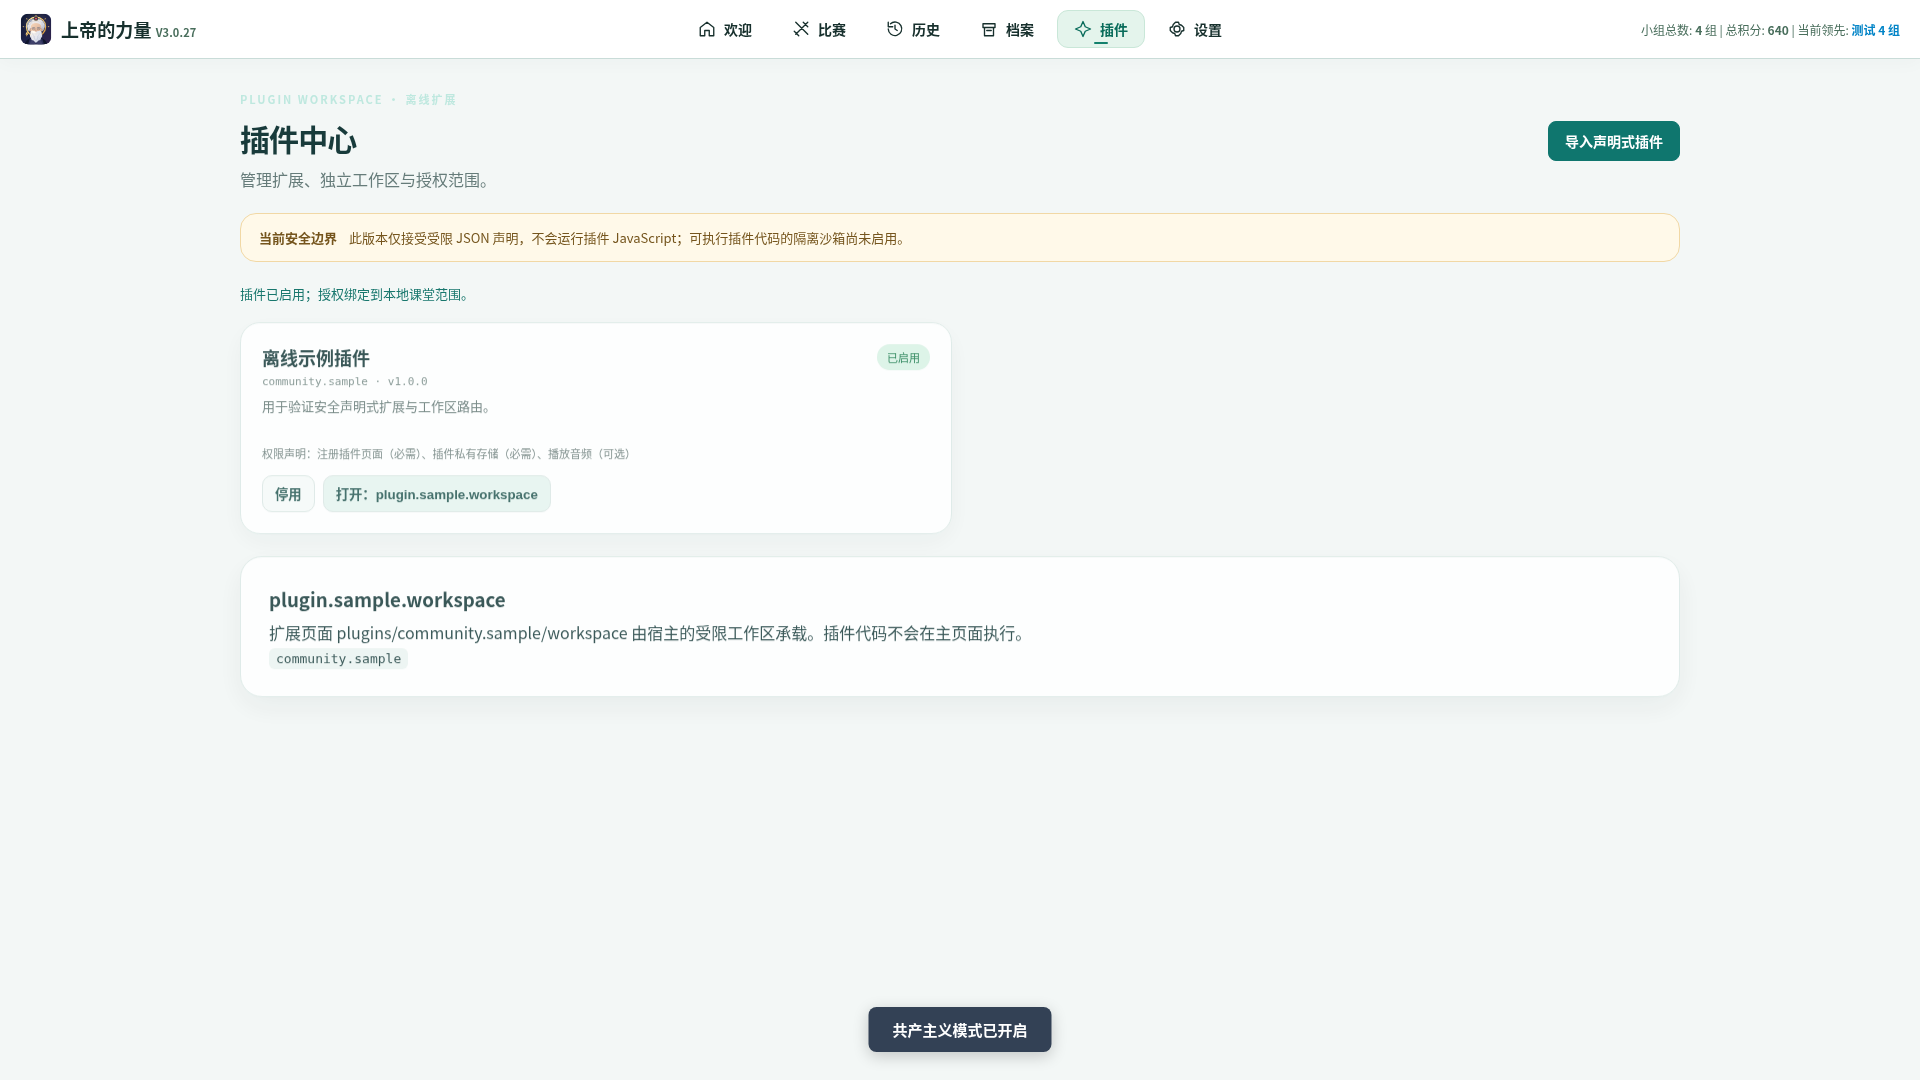 上帝的力量 V3.0.27
欢迎
比赛
历史
档案
插件
设置
小组总数: 4 组 | 总积分: 640 | 当前领先: 测试 4 组
PLUGIN WORKSPACE · 离线扩展
插件中心
导入声明式插件
管理扩展、独立工作区与授权范围。
当前安全边界 此版本仅接受受限 JSON 声明，不会运行插件 JavaScript；可执行插件代码的隔离沙箱尚未启用。
插件已启用；授权绑定到本地课堂范围。
离线示例插件
已启用
community.sample · v1.0.0
用于验证安全声明式扩展与工作区路由。
权限声明：注册插件页面（必需）、插件私有存储（必需）、播放音频（可选）
停用
打开：plugin.sample.workspace
plugin.sample.workspace
扩展页面 plugins/community.sample/workspace 由宿主的受限工作区承载。插件代码不会在主页面执行。
community.sample
共产主义模式已开启